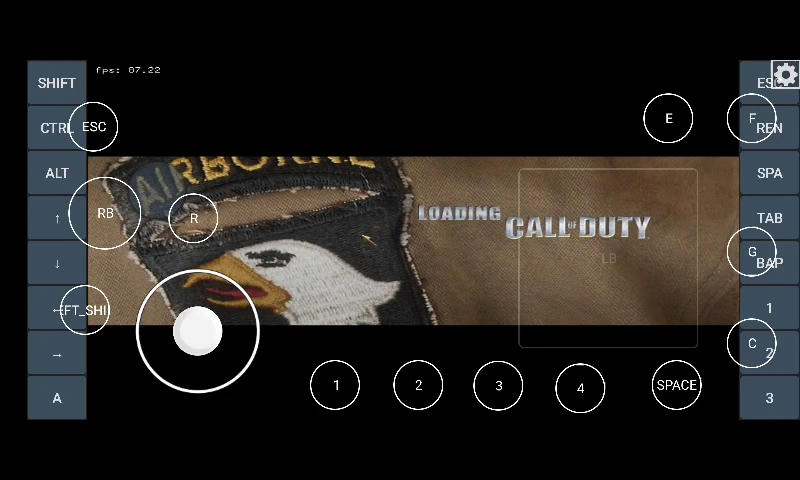 fps: 07.22
SHIFT
ESC
CTRL
ESC
E
F
REN
ALT
AIRBORNE
SPA
↑
RB
R
LOADING
CALL OF DUTY
TAB
↓
LB
G
BAP
←
EFT_SHI
1
→
C
2
A
1
2
3
4
SPACE
3